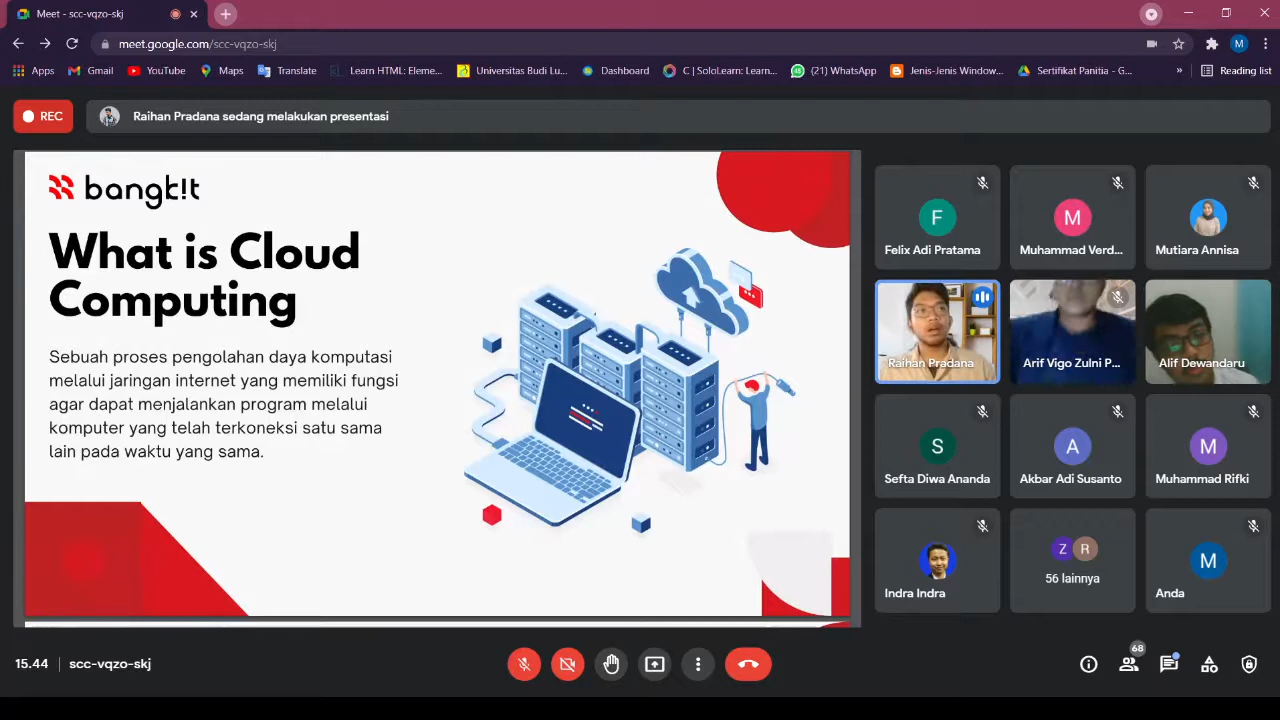 Meet - scc-vqzo-skj
meet.google.com/scc-vqzo-skj
M
Apps
Gmail
YouTube
Maps
Translate
Learn HTML: Eleme...
Universitas Budi Lu...
Dashboard
C | SoloLearn: Learn...
(21) WhatsApp
Jenis-Jenis Window...
Sertifikat Panitia - G...
»
Reading list
REC
Raihan Pradana sedang melakukan presentasi
bangk!t
What is Cloud
Computing
Sebuah proses pengolahan daya komputasi
melalui jaringan internet yang memiliki fungsi
agar dapat menjalankan program melalui
komputer yang telah terkoneksi satu sama
lain pada waktu yang sama.
F
Felix Adi Pratama
M
Muhammad Verd...
Mutiara Annisa
Raihan Pradana
Arif Vigo Zulni P...
Alif Dewandaru
S
Sefta Diwa Ananda
A
Akbar Adi Susanto
M
Muhammad Rifki
Indra Indra
Z R
56 lainnya
M
Anda
15.44 | scc-vqzo-skj
68